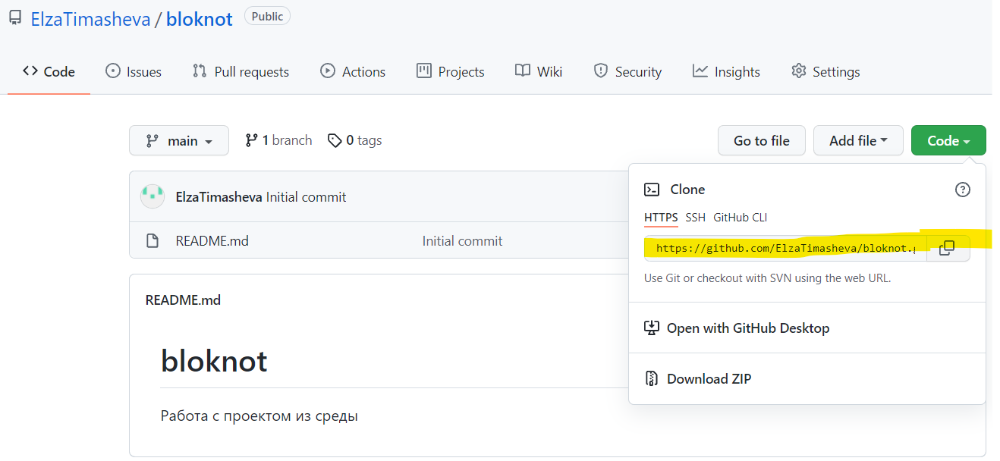 ElzaTimasheva / bloknot Public
Code Issues Pull requests Actions Projects Wiki Security Insights Settings
main 1 branch 0 tags Go to file Add file Code
ElzaTimasheva Initial commit
README.md Initial commit
Clone
HTTPS SSH GitHub CLI
https://github.com/ElzaTimasheva/bloknot.
Use Git or checkout with SVN using the web URL.
Open with GitHub Desktop
Download ZIP
README.md
bloknot
Работа с проектом из среды